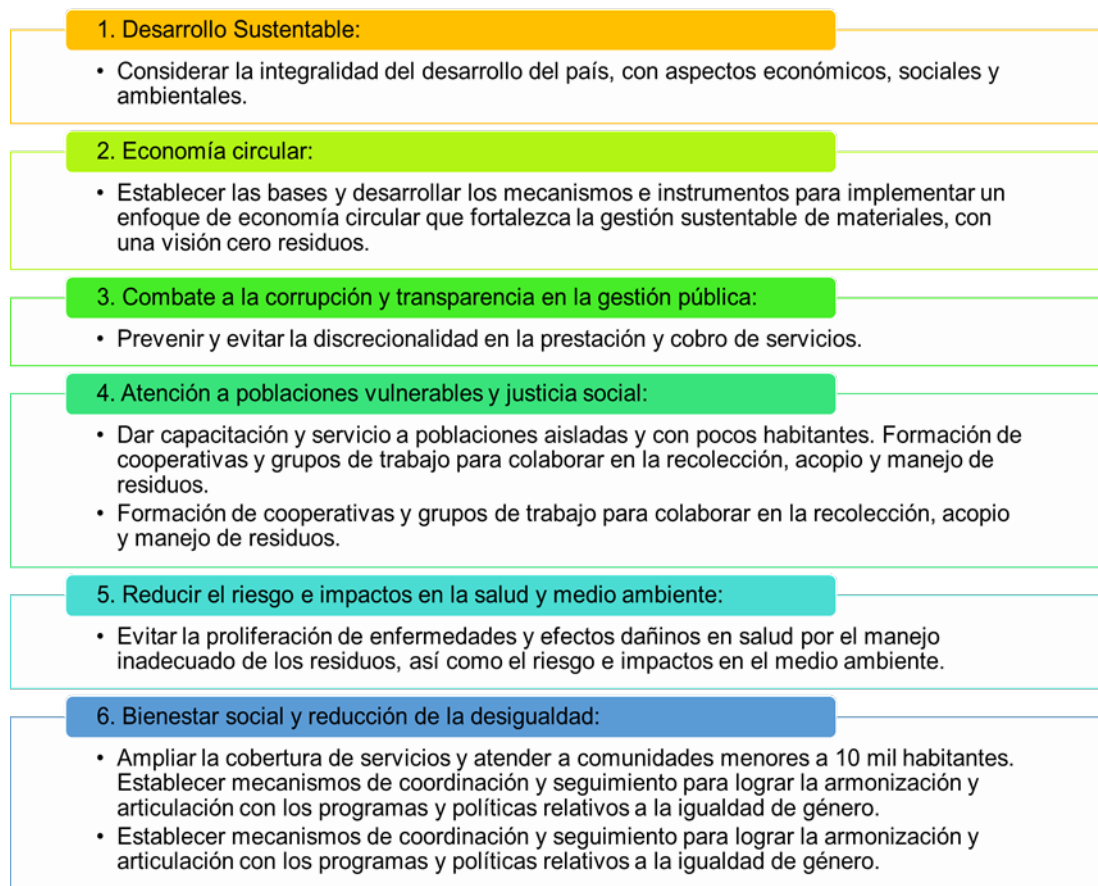 1. Desarrollo Sustentable:
• Considerar la integralidad del desarrollo del país, con aspectos económicos, sociales y
ambientales.
2. Economía circular:
• Establecer las bases y desarrollar los mecanismos e instrumentos para implementar un
enfoque de economía circular que fortalezca la gestión sustentable de materiales, con
una visión cero residuos.
3. Combate a la corrupción y transparencia en la gestión pública:
• Prevenir y evitar la discrecionalidad en la prestación y cobro de servicios.
4. Atención a poblaciones vulnerables y justicia social:
• Dar capacitación y servicio a poblaciones aisladas y con pocos habitantes. Formación de
cooperativas y grupos de trabajo para colaborar en la recolección, acopio y manejo de
residuos.
• Formación de cooperativas y grupos de trabajo para colaborar en la recolección, acopio
y manejo de residuos.
5. Reducir el riesgo e impactos en la salud y medio ambiente:
• Evitar la proliferación de enfermedades y efectos dañinos en salud por el manejo
inadecuado de los residuos, así como el riesgo e impactos en el medio ambiente.
6. Bienestar social y reducción de la desigualdad:
• Ampliar la cobertura de servicios y atender a comunidades menores a 10 mil habitantes.
Establecer mecanismos de coordinación y seguimiento para lograr la armonización y
articulación con los programas y políticas relativos a la igualdad de género.
• Establecer mecanismos de coordinación y seguimiento para lograr la armonización y
articulación con los programas y políticas relativos a la igualdad de género.